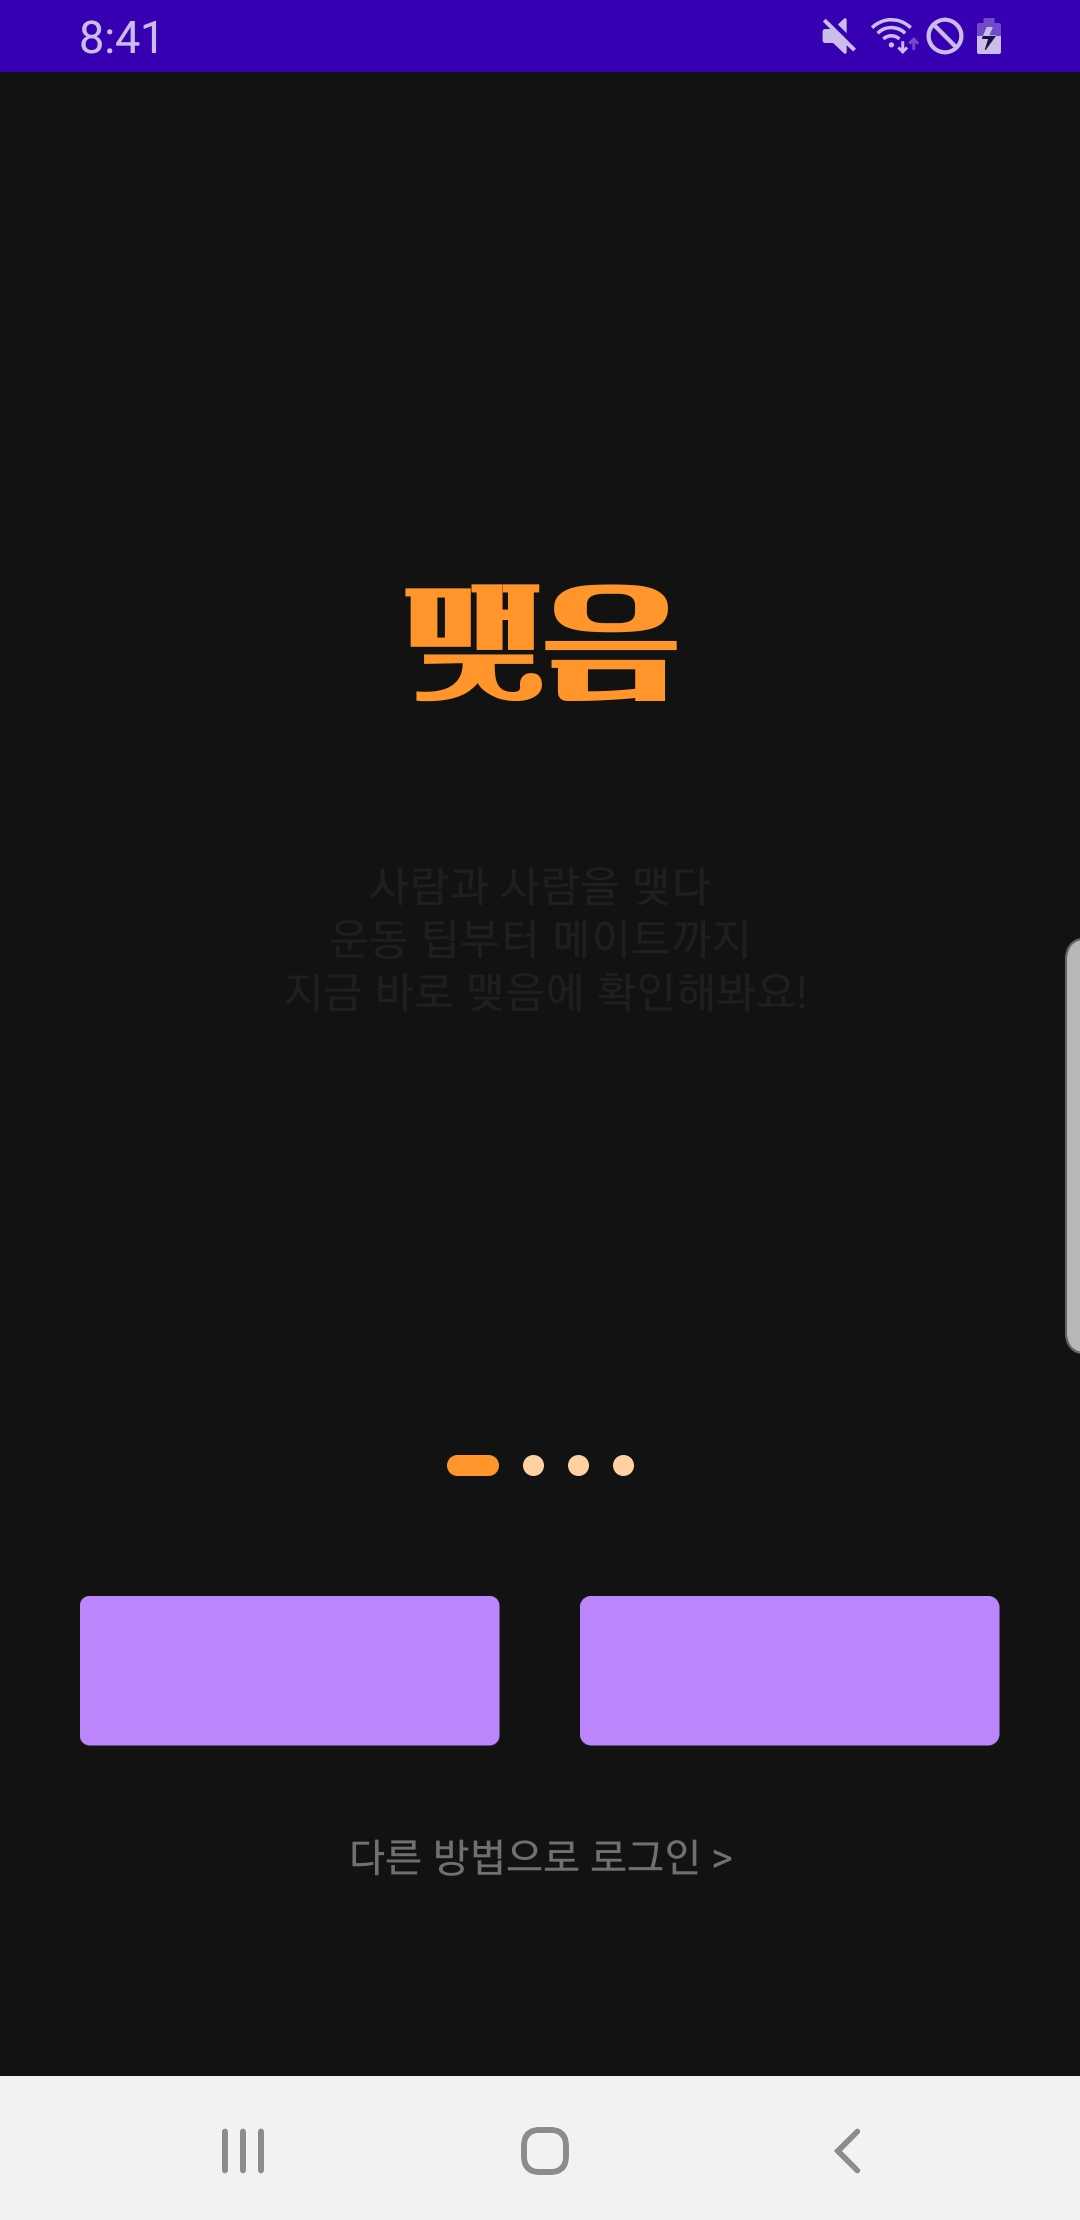 8:41
맺음
사람과 사람을 맺다
운동 팁부터 메이트까지
지금 바로 맺음에 확인해봐요!
다른 방법으로 로그인 >